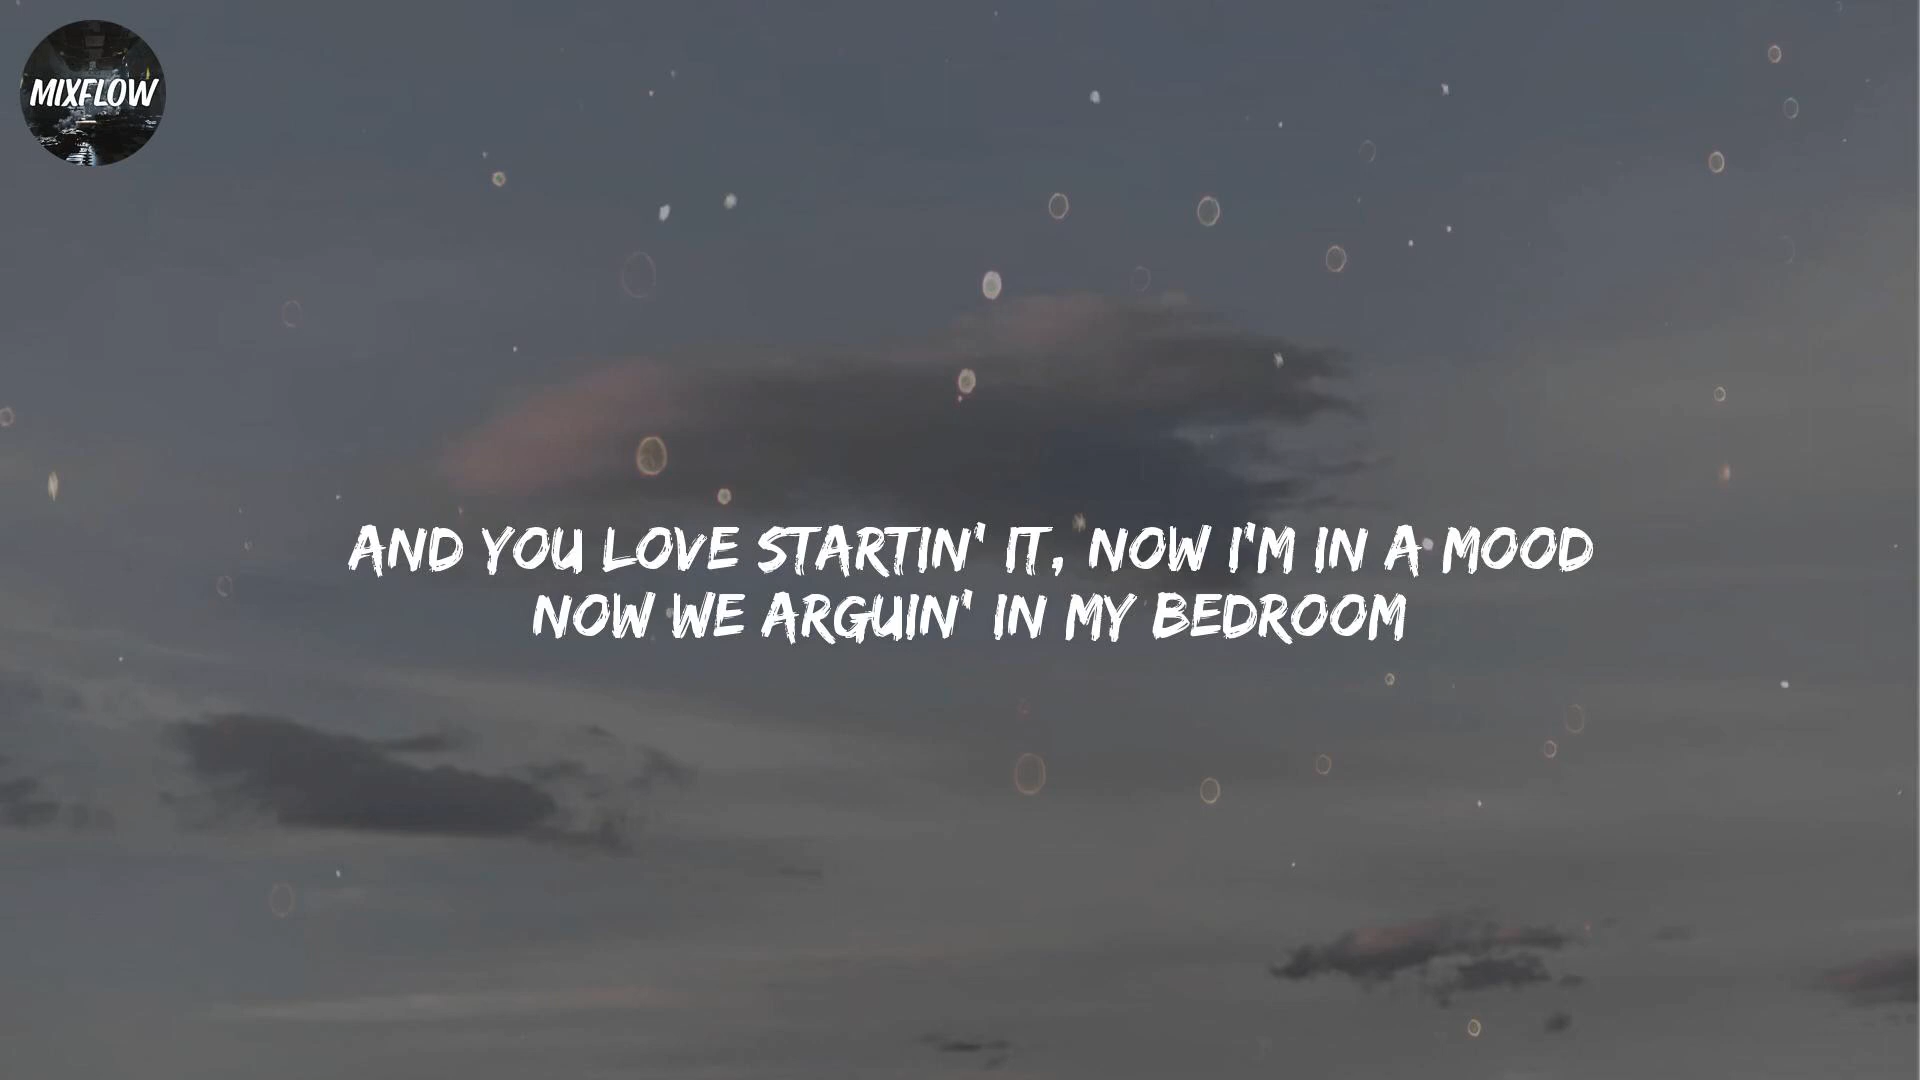 MIXFLOW
AND YOU LOVE STARTIN' IT, NOW I'M IN A MOOD
NOW WE ARGUIN' IN MY BEDROOM